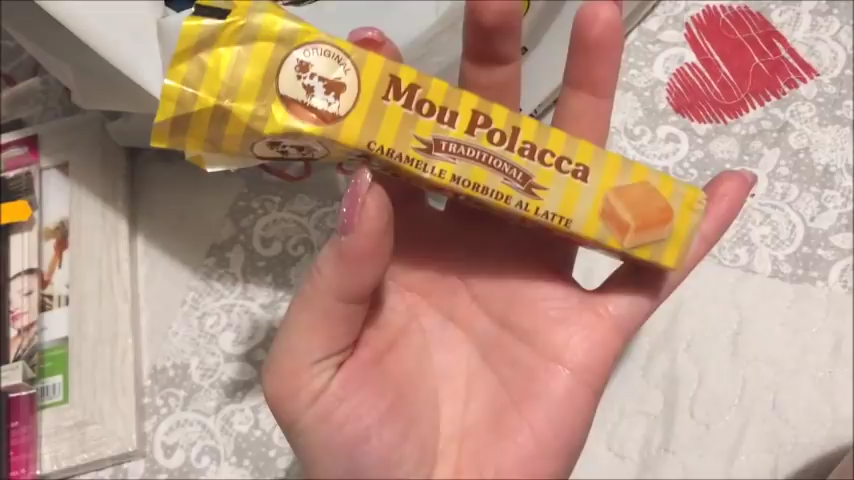 ORIGINAL
Mou Polacca
TRADITIONAL
CARAMELLE MORBIDE AL LATTE